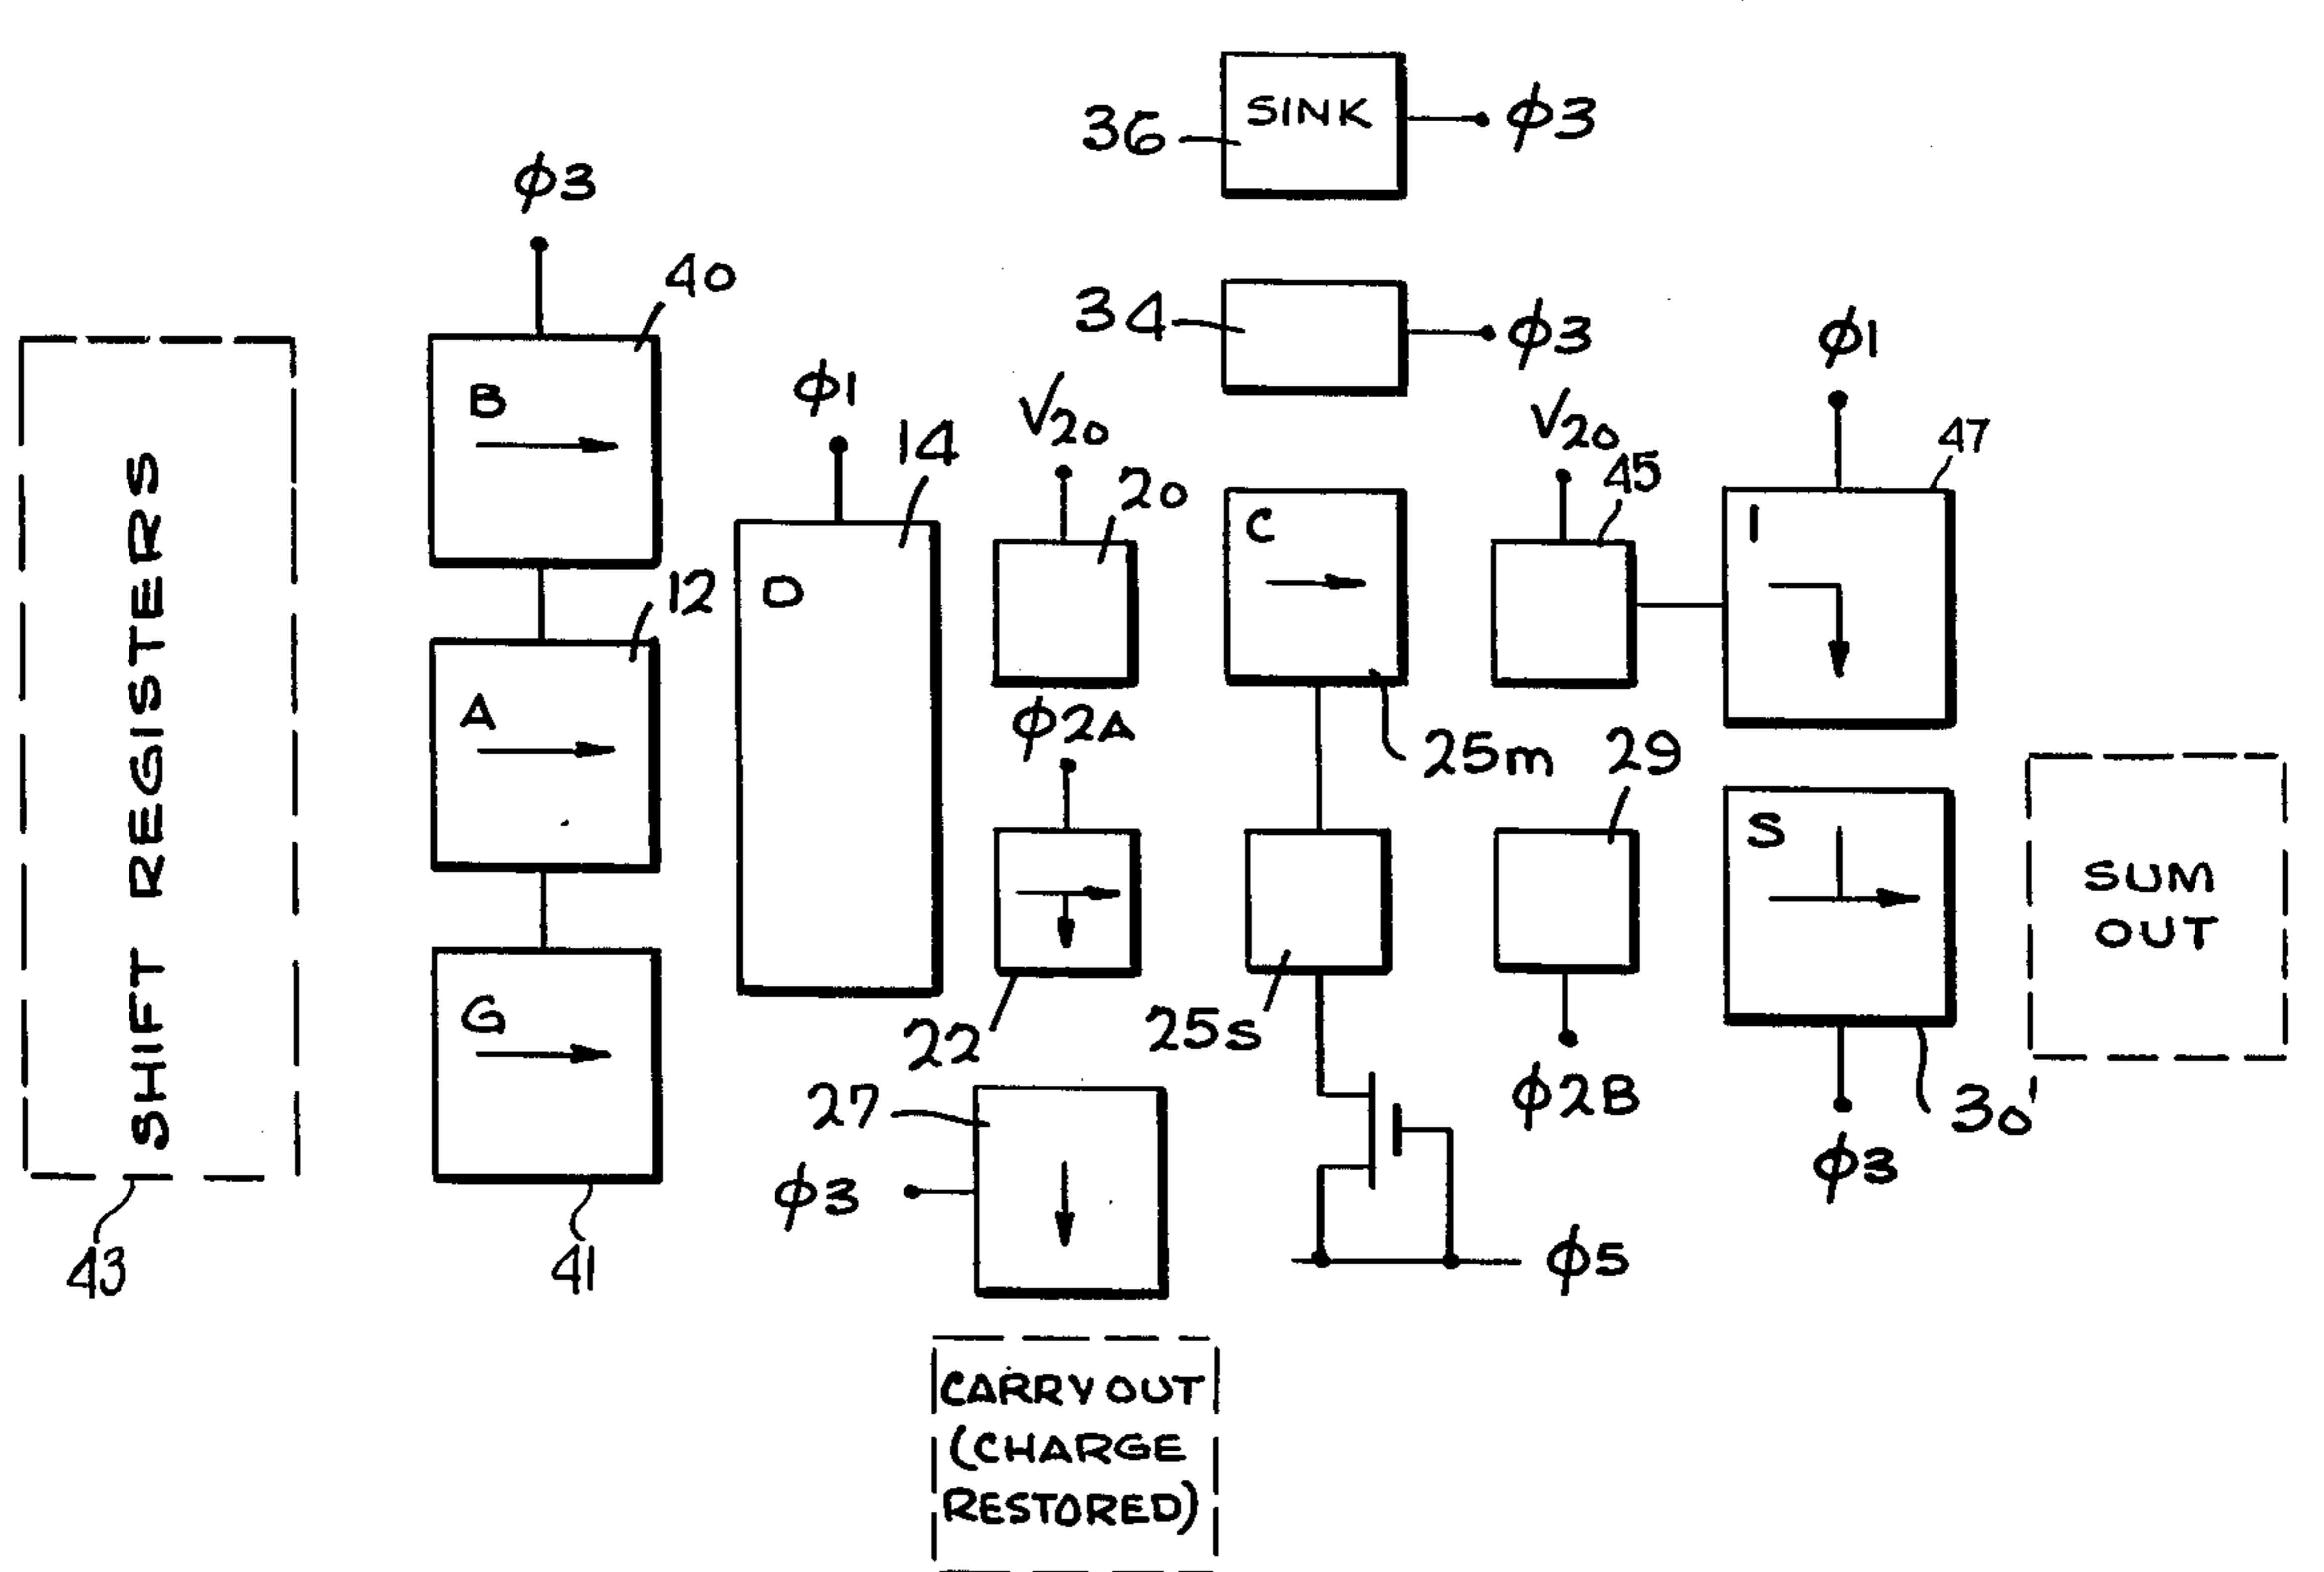 SINK
36
φ3
φ3
40
34
φ3
φ1
B
φ1
14
V20
20
V20
45
47
SHIFT REGISTERS
12
D
C
I
A
φ2A
25m
29
S
SUM
OUT
G
22
25s
27
φ2B
30'
φ3
φ3
43
41
φ5
CARRY OUT
(CHARGE
RESTORED)